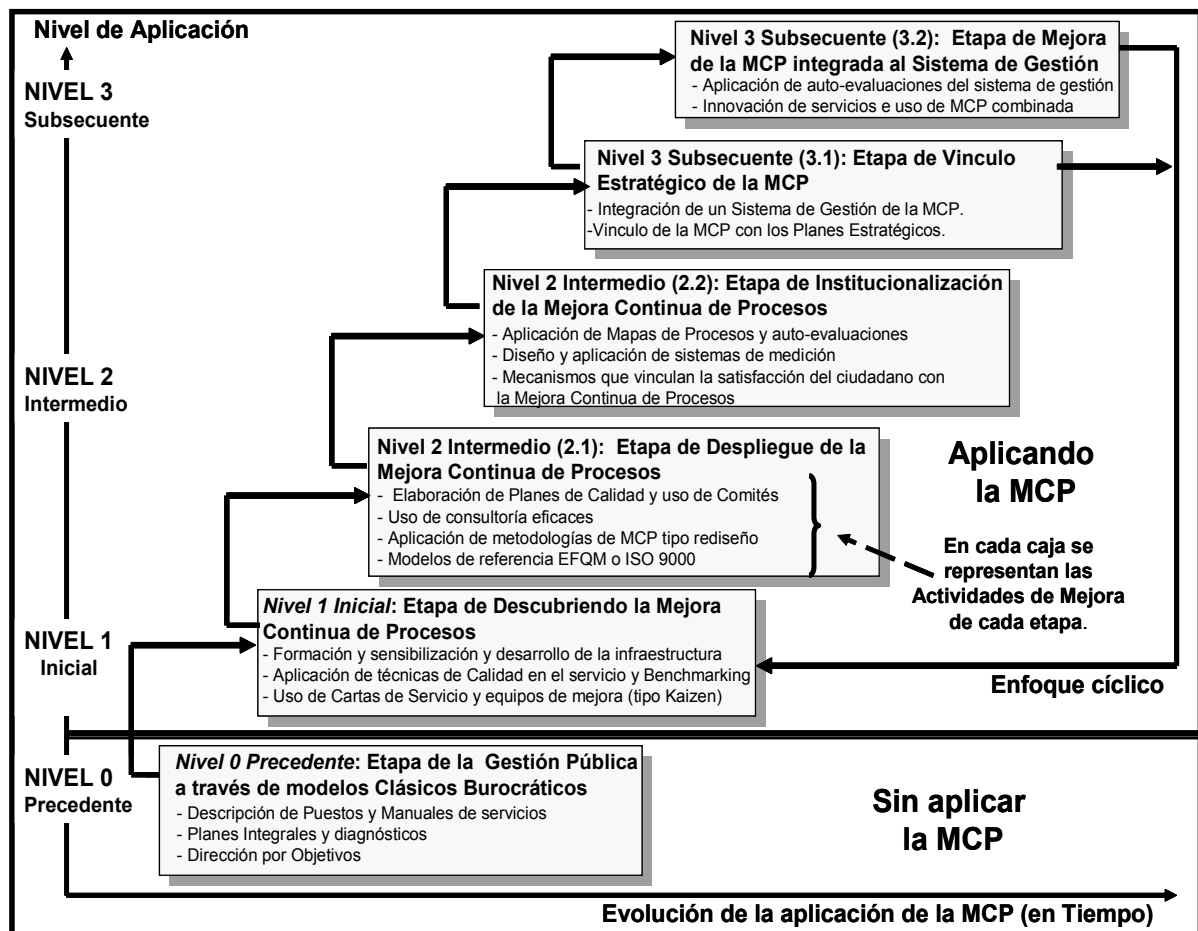 Nivel de Aplicación
NIVEL 3
Subsecuente
Nivel 3 Subsecuente (3.2): Etapa de Mejora
de la MCP integrada al Sistema de Gestión
- Aplicación de auto-evaluaciones del sistema de gestión
- Innovación de servicios e uso de MCP combinada
Nivel 3 Subsecuente (3.1): Etapa de Vinculo
Estratégico de la MCP
- Integración de un Sistema de Gestión de la MCP.
-Vinculo de la MCP con los Planes Estratégicos.
NIVEL 2
Intermedio
Nivel 2 Intermedio (2.2): Etapa de Institucionalización
de la Mejora Continua de Procesos
- Aplicación de Mapas de Procesos y auto-evaluaciones
- Diseño y aplicación de sistemas de medición
- Mecanismos que vinculan la satisfacción del ciudadano con
la Mejora Continua de Procesos
Nivel 2 Intermedio (2.1): Etapa de Despliegue de la
Mejora Continua de Procesos
- Elaboración de Planes de Calidad y uso de Comités
- Uso de consultoría eficaces
- Aplicación de metodologías de MCP tipo rediseño
- Modelos de referencia EFQM o ISO 9000
Aplicando
la MCP
En cada caja se
representan las
Actividades de Mejora
de cada etapa.
NIVEL 1
Inicial
Nivel 1 Inicial: Etapa de Descubriendo la Mejora
Continua de Procesos
- Formación y sensibilización y desarrollo de la infraestructura
- Aplicación de técnicas de Calidad en el servicio y Benchmarking
- Uso de Cartas de Servicio y equipos de mejora (tipo Kaizen)
Enfoque cíclico
NIVEL 0
Precedente
Nivel 0 Precedente: Etapa de la Gestión Pública
a través de modelos Clásicos Burocráticos
- Descripción de Puestos y Manuales de servicios
- Planes Integrales y diagnósticos
- Dirección por Objetivos
Sin aplicar
la MCP
Evolución de la aplicación de la MCP (en Tiempo)